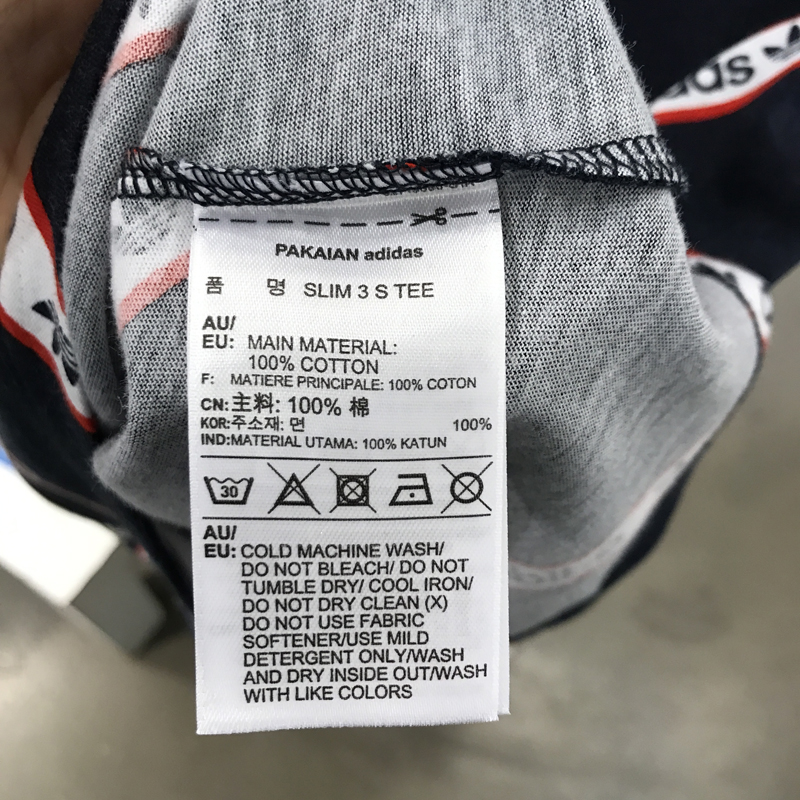 das
PAKAIAN adidas
품 명 SLIM 3 S TEE
AU/
EU: MAIN MATERIAL:
100% COTTON
F: MATIERE PRINCIPALE: 100% COTON
CN:主料: 100% 棉
KOR:주소재: 면 100%
IND:MATERIAL UTAMA: 100% KATUN
30
AU/
EU: COLD MACHINE WASH/
DO NOT BLEACH/ DO NOT
TUMBLE DRY/ COOL IRON/
DO NOT DRY CLEAN (X)
DO NOT USE FABRIC
SOFTENER/USE MILD
DETERGENT ONLY/WASH
AND DRY INSIDE OUT/WASH
WITH LIKE COLORS